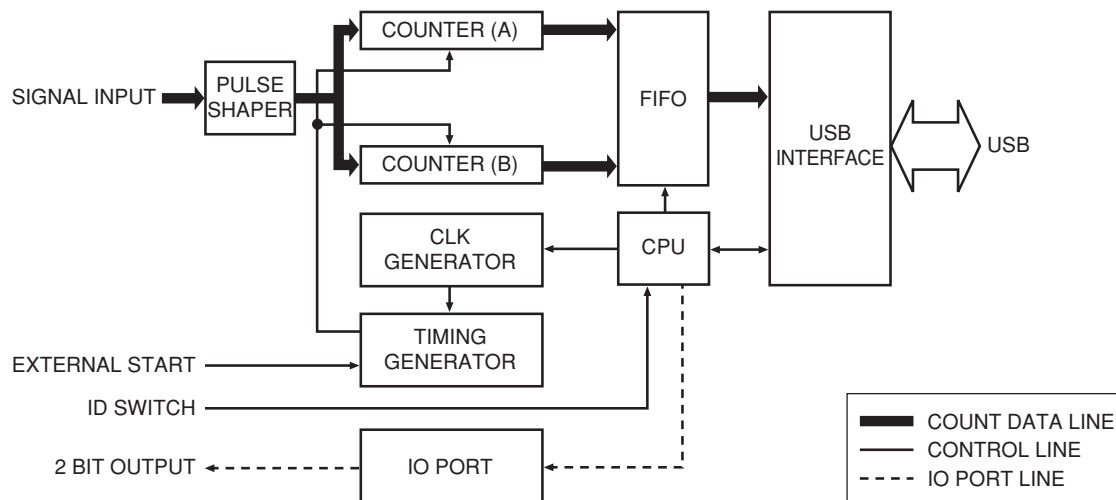 COUNTER (A)
SIGNAL INPUT
PULSE
SHAPER
FIFO
USB
INTERFACE
USB
COUNTER (B)
CLK
GENERATOR
CPU
TIMING
GENERATOR
EXTERNAL START
ID SWITCH
2 BIT OUTPUT
IO PORT
COUNT DATA LINE
CONTROL LINE
IO PORT LINE